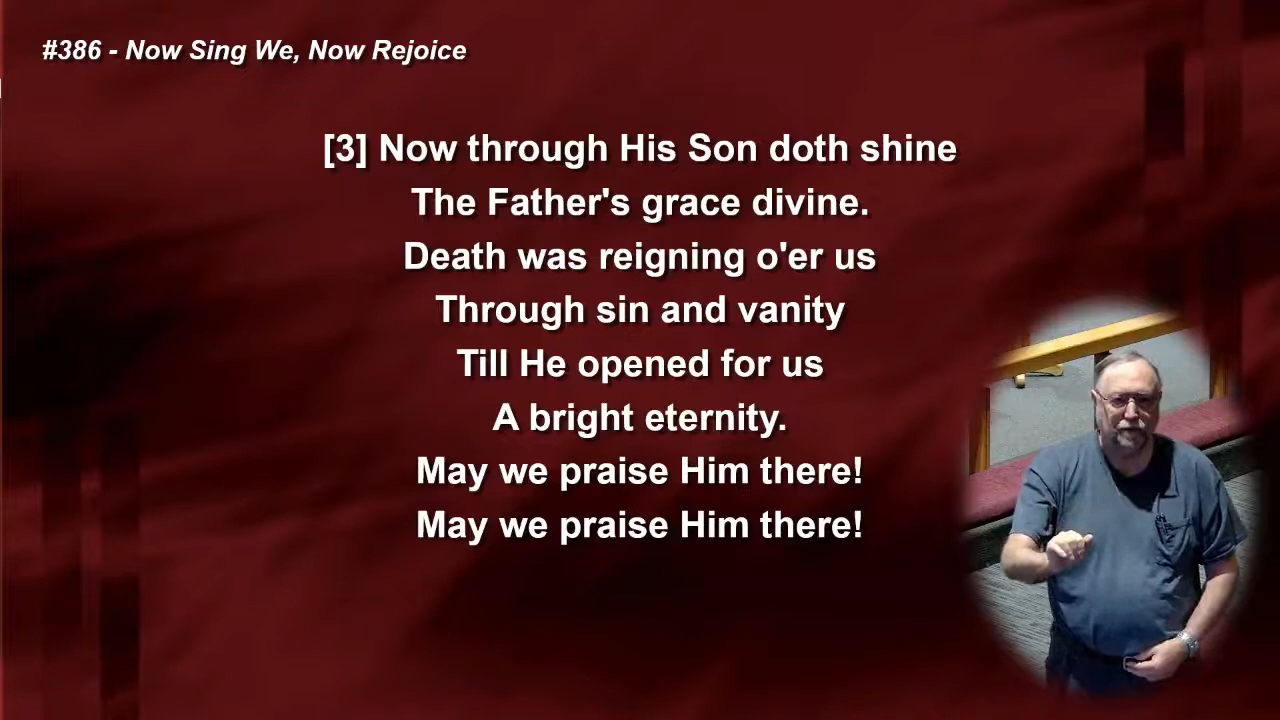 #386 - Now Sing We, Now Rejoice
[3] Now through His Son doth shine
The Father's grace divine.
Death was reigning o'er us
Through sin and vanity
Till He opened for us
A bright eternity.
May we praise Him there!
May we praise Him there!